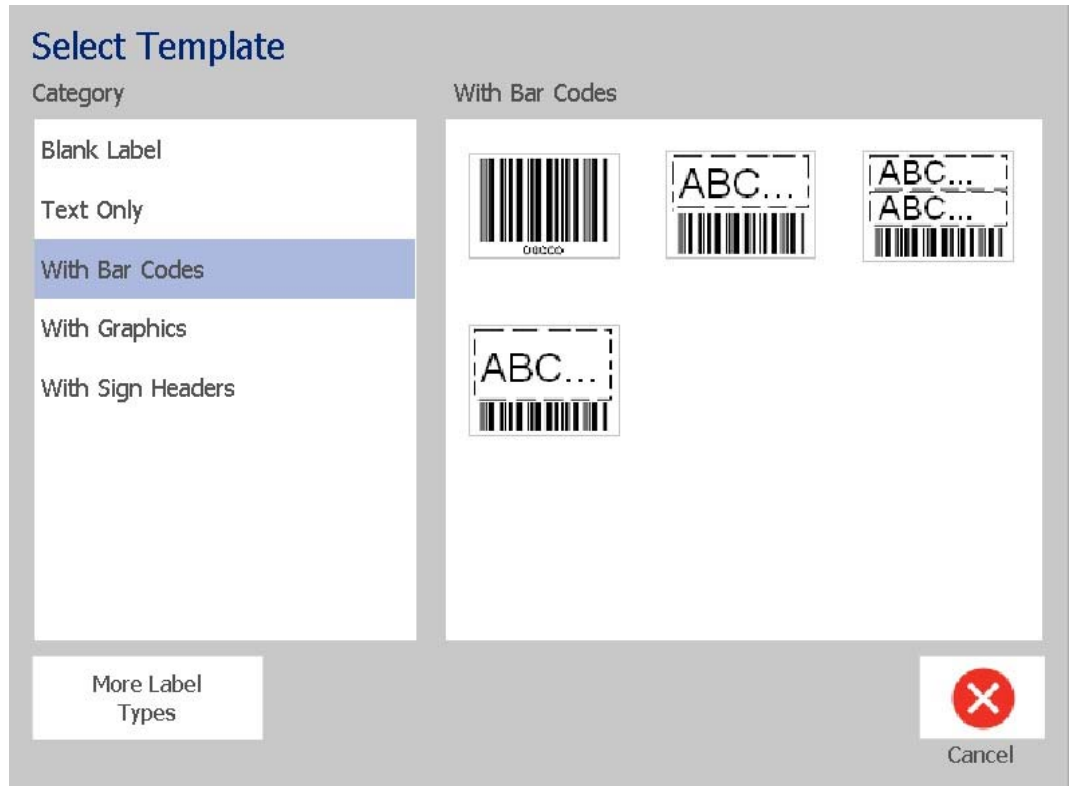 Select Template
Category
With Bar Codes
Blank Label
Text Only
With Bar Codes
With Graphics
With Sign Headers
ABC...
ABC...
ABC...
ABC...
More Label
Types
Cancel